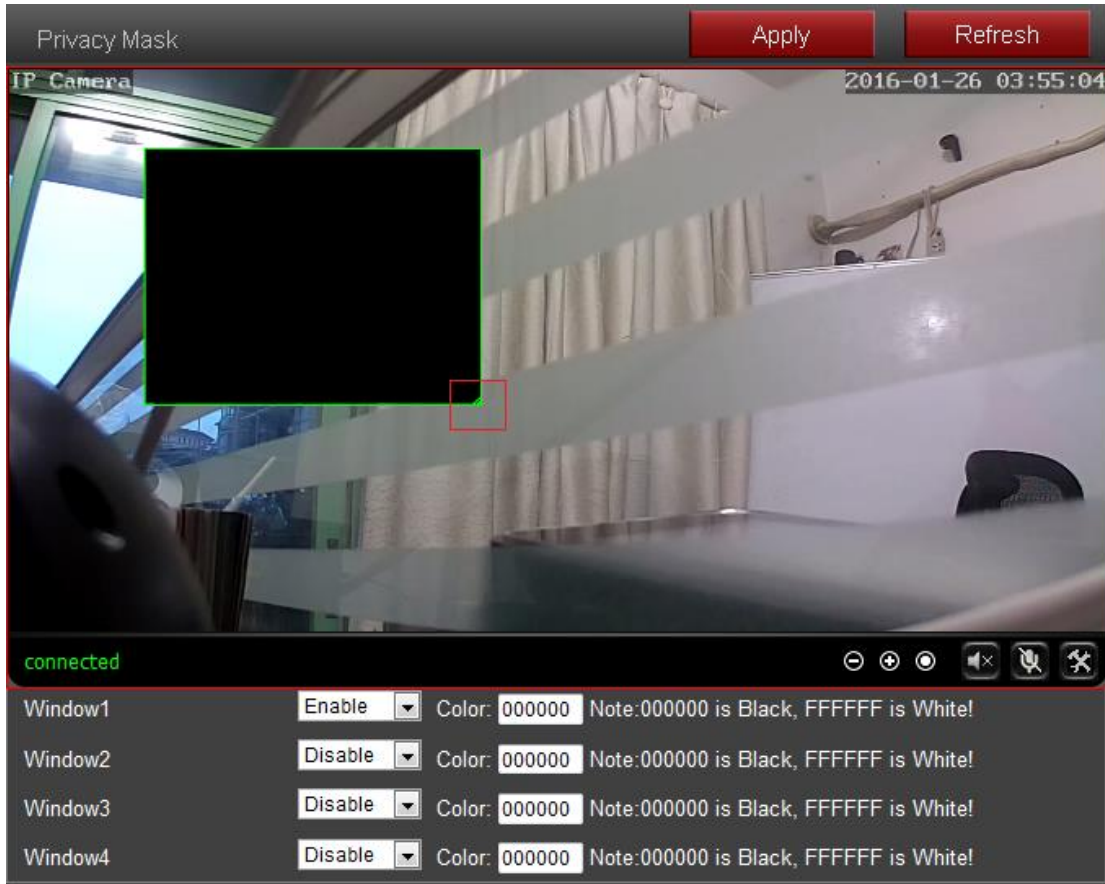 Privacy Mask Apply Refresh
IP Camera 2016-01-26 03:55:04
connected
Window1 Enable Color: 000000 Note:000000 is Black, FFFFFF is White!
Window2 Disable Color: 000000 Note:000000 is Black, FFFFFF is White!
Window3 Disable Color: 000000 Note:000000 is Black, FFFFFF is White!
Window4 Disable Color: 000000 Note:000000 is Black, FFFFFF is White!